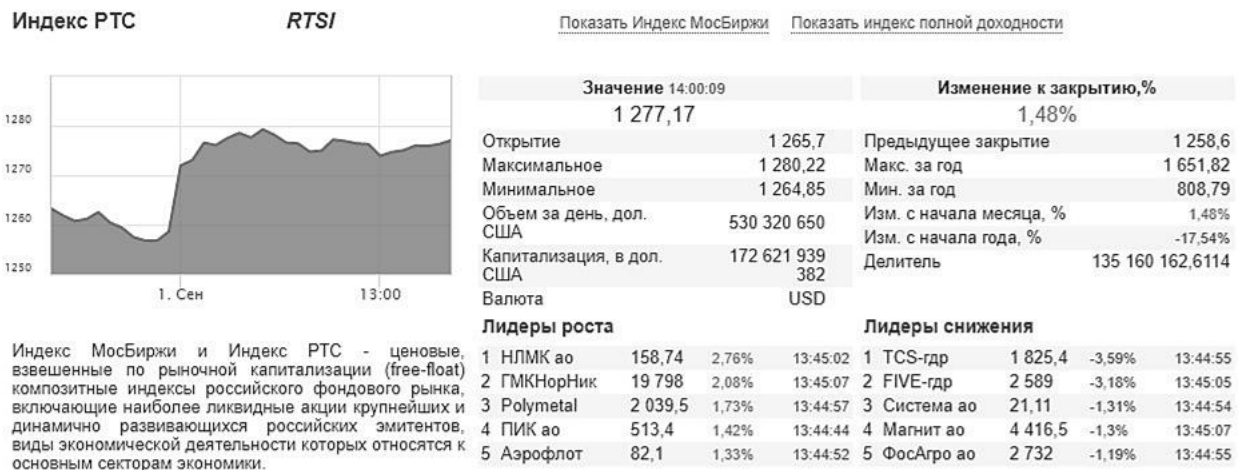 Индекс РТС RTSI Показать Индекс МосБиржи Показать индекс полной доходности
1280
1270
1260
1250
1. Сен 13:00
Индекс МосБиржи и Индекс РТС - ценовые,
взвешенные по рыночной капитализации (free-float)
композитные индексы российского фондового рынка,
включающие наиболее ликвидные акции крупнейших и
динамично развивающихся российских эмитентов,
виды экономической деятельности которых относятся к
основным секторам экономики.
Значение 14:00:09
1 277,17
Открытие 1 265,7
Максимальное 1 280,22
Минимальное 1 264,85
Объем за день, дол.
США 530 320 650
Капитализация, в дол. 172 621 939
США 382
Валюта USD
Изменение к закрытию,%
1,48%
Предыдущее закрытие 1 258,6
Макс. за год 1 651,82
Мин. за год 808,79
Изм. с начала месяца, % 1,48%
Изм. с начала года, % -17,54%
Делитель 135 160 162,6114
Лидеры роста
1 НЛМК ао 158,74 2,76% 13:45:02
2 ГМКНорНик 19 798 2,08% 13:45:07
3 Polymetal 2 039,5 1,73% 13:44:57
4 ПИК ао 513,4 1,42% 13:44:44
5 Аэрофлот 82,1 1,33% 13:44:52
Лидеры снижения
1 TCS-гдр 1 825,4 -3,59% 13:44:55
2 FIVE-гдр 2 589 -3,18% 13:45:05
3 Система ао 21,11 -1,31% 13:44:54
4 Магнит ао 4 416,5 -1,3% 13:45:07
5 ФосАгро ао 2 732 -1,19% 13:44:55